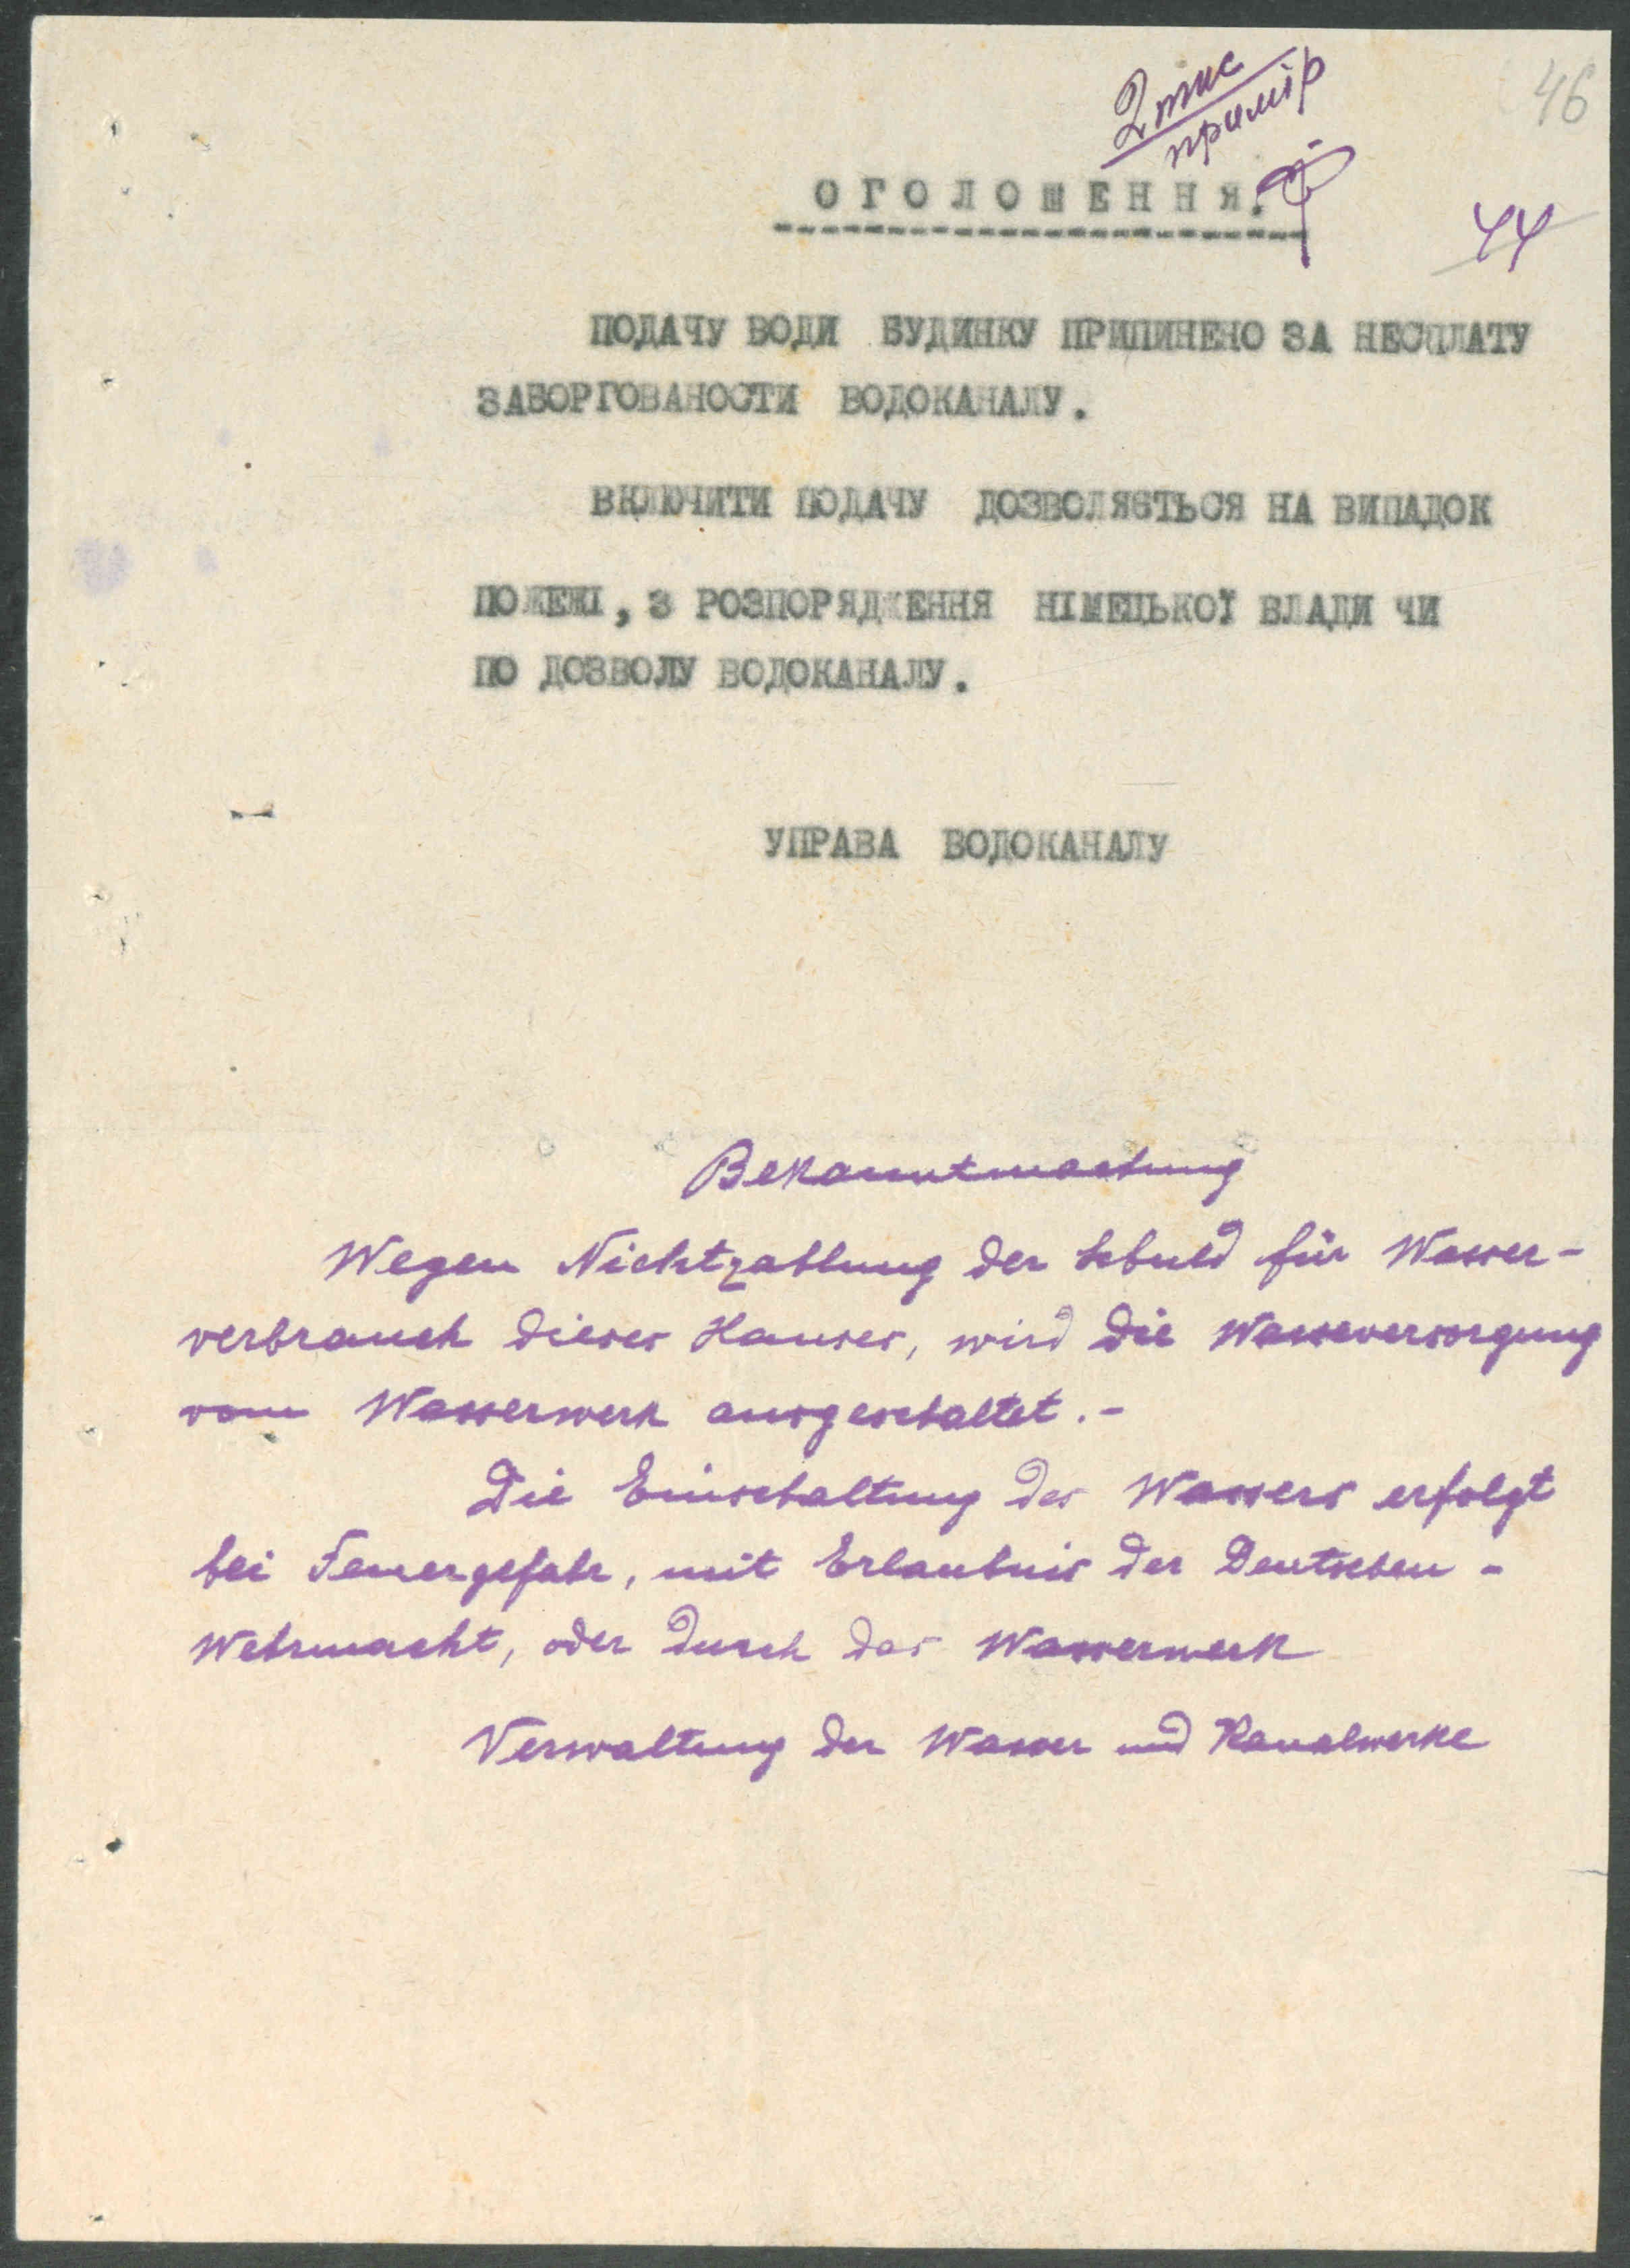 46
2 тис
примір
44
ОГОЛОШЕННЯ.
ПОДАЧУ ВОДИ БУДИНКУ ПРИПИНЕНО ЗА НЕСПЛАТУ
ЗАБОРГОВАНОСТИ ВОДОКАНАЛУ.
ВКЛЮЧИТИ ПОДАЧУ ДОЗВОЛЯЄТЬСЯ НА ВИПАДОК
ПОЖЕЖІ, З РОЗПОРЯДЖЕННЯ НІМЕЦЬКОЇ ВЛАДИ ЧИ
ПО ДОЗВОЛУ ВОДОКАНАЛУ.
УПРАВА ВОДОКАНАЛУ
Bekanntmachung
Wegen Nichtzahlung der Schuld für Wasser-
verbrauch dieses Hauses, wird die Wasseversorgung
vom Wasserwerk ausgeschaltet.-
Die Einschaltung des Wassers erfolgt
bei Feuergefahr, mit Erlaubnis der Deutschen -
Wehrmacht, oder durch das Wasserwerk
Verwaltung der Wasser und Kanalwerke